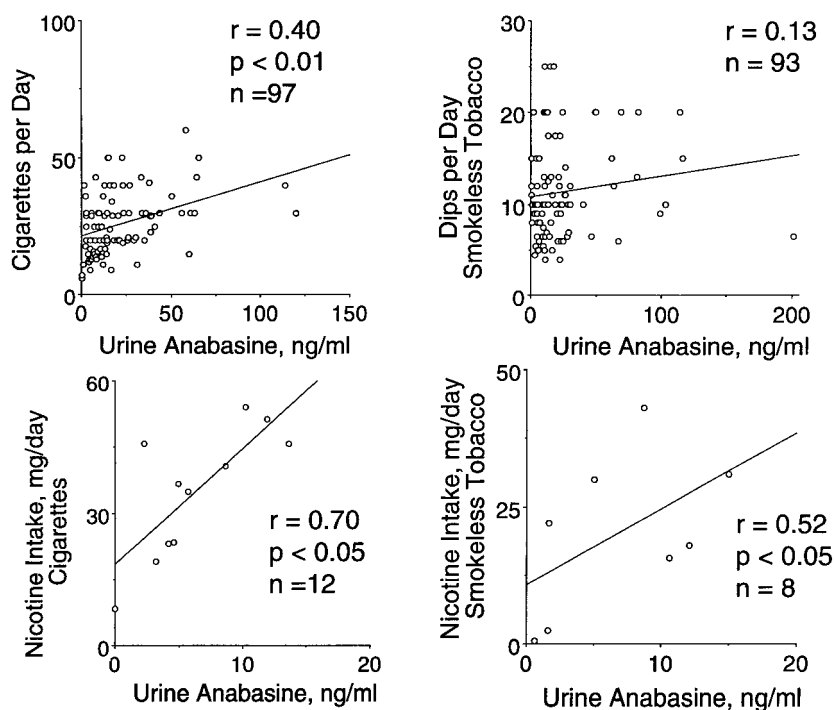 100
50
0
Cigarettes per Day
r = 0.40
p < 0.01
n =97
0 50 100 150
Urine Anabasine, ng/ml
30
20
10
0
Dips per Day
Smokeless Tobacco
r = 0.13
n = 93
0 100 200
Urine Anabasine, ng/ml
60
30
0
Nicotine Intake, mg/day
Cigarettes
r = 0.70
p < 0.05
n =12
0 10 20
Urine Anabasine, ng/ml
50
25
0
Nicotine Intake, mg/day
Smokeless Tobacco
r = 0.52
p < 0.05
n = 8
0 10 20
Urine Anabasine, ng/ml